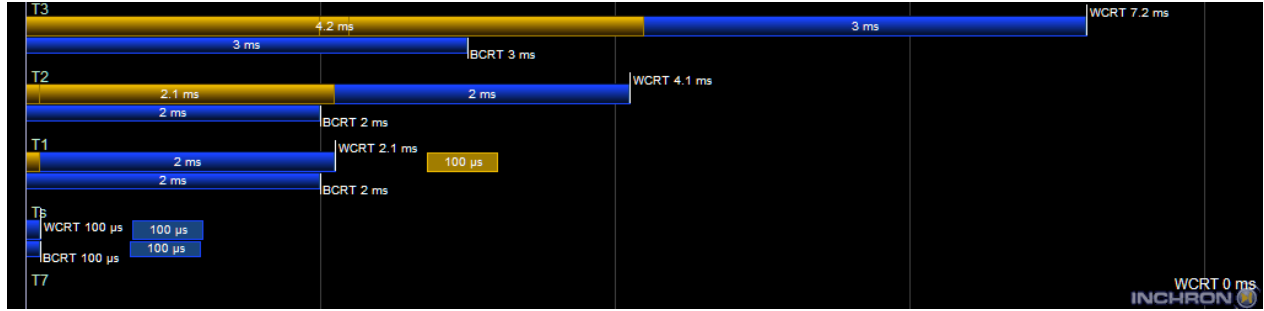 T3
WCRT 7.2 ms
4.2 ms
3 ms
3 ms
BCRT 3 ms
T2
WCRT 4.1 ms
2.1 ms
2 ms
2 ms
BCRT 2 ms
T1
WCRT 2.1 ms
2 ms
100 µs
2 ms
BCRT 2 ms
Ts
WCRT 100 µs
100 µs
100 µs
BCRT 100 µs
T7
WCRT 0 ms
INCHRON